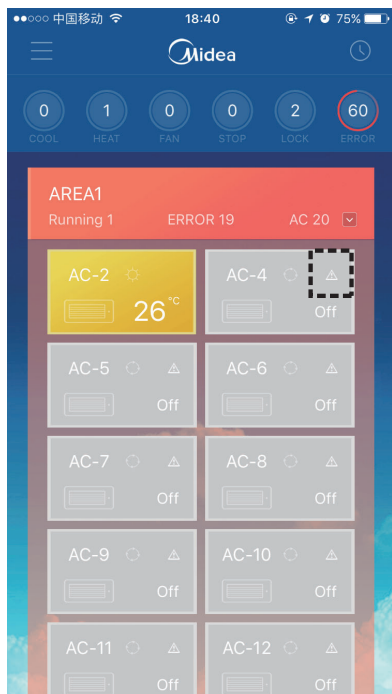 中国移动 18:40 75%
Midea
0 1 0 0 2 60
COOL HEAT FAN STOP LOCK ERROR
AREA1
Running 1 ERROR 19 AC 20
AC-2 AC-4
26°C Off
AC-5 AC-6
Off Off
AC-7 AC-8
Off Off
AC-9 AC-10
Off Off
AC-11 AC-12
Off Off